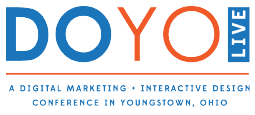 DOYO LIVE
A DIGITAL MARKETING + INTERACTIVE DESIGN
CONFERENCE IN YOUNGSTOWN, OHIO